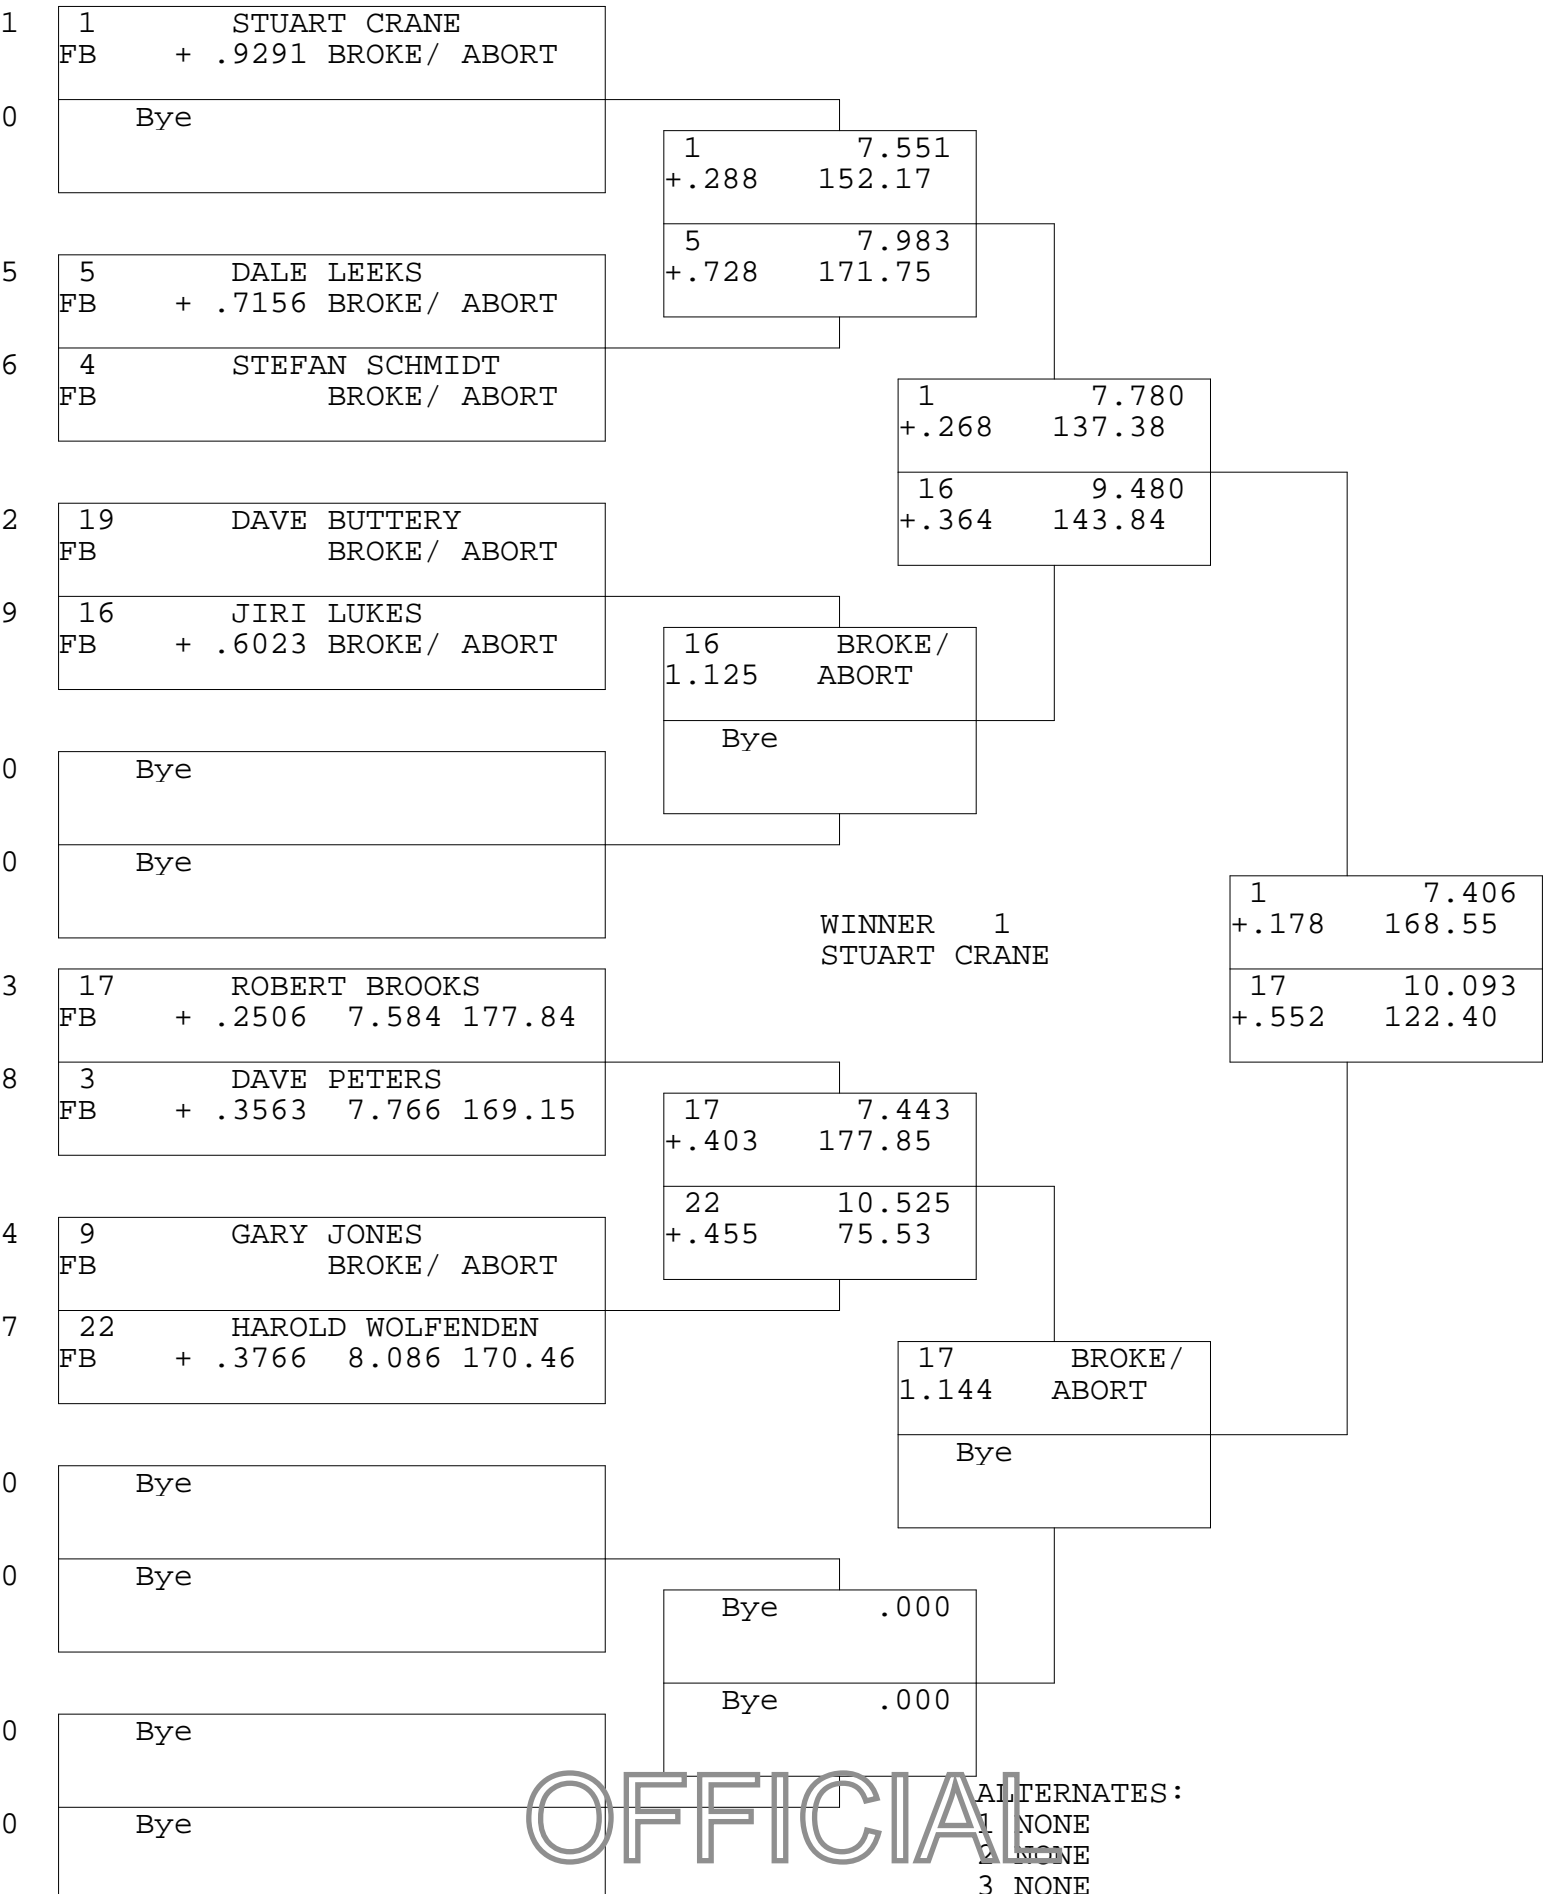 1 1 STUART CRANE
FB + .9291 BROKE/ ABORT
0 Bye
1 7.551
+.288 152.17
5 7.983
+.728 171.75
5 5 DALE LEEKS
FB + .7156 BROKE/ ABORT
6 4 STEFAN SCHMIDT
FB BROKE/ ABORT
1 7.780
+.268 137.38
16 9.480
+.364 143.84
2 19 DAVE BUTTERY
FB BROKE/ ABORT
9 16 JIRI LUKES
FB + .6023 BROKE/ ABORT
16 BROKE/
1.125 ABORT
Bye
0 Bye
0 Bye
WINNER 1
STUART CRANE
1 7.406
+.178 168.55
17 10.093
+.552 122.40
3 17 ROBERT BROOKS
FB + .2506 7.584 177.84
8 3 DAVE PETERS
FB + .3563 7.766 169.15
17 7.443
+.403 177.85
22 10.525
+.455 75.53
4 9 GARY JONES
FB BROKE/ ABORT
7 22 HAROLD WOLFENDEN
FB + .3766 8.086 170.46
17 BROKE/
1.144 ABORT
Bye
0 Bye
0 Bye
Bye .000
Bye .000
0 Bye
0 Bye
OFFICIAL
ALTERNATES:
1 NONE
2 NONE
3 NONE